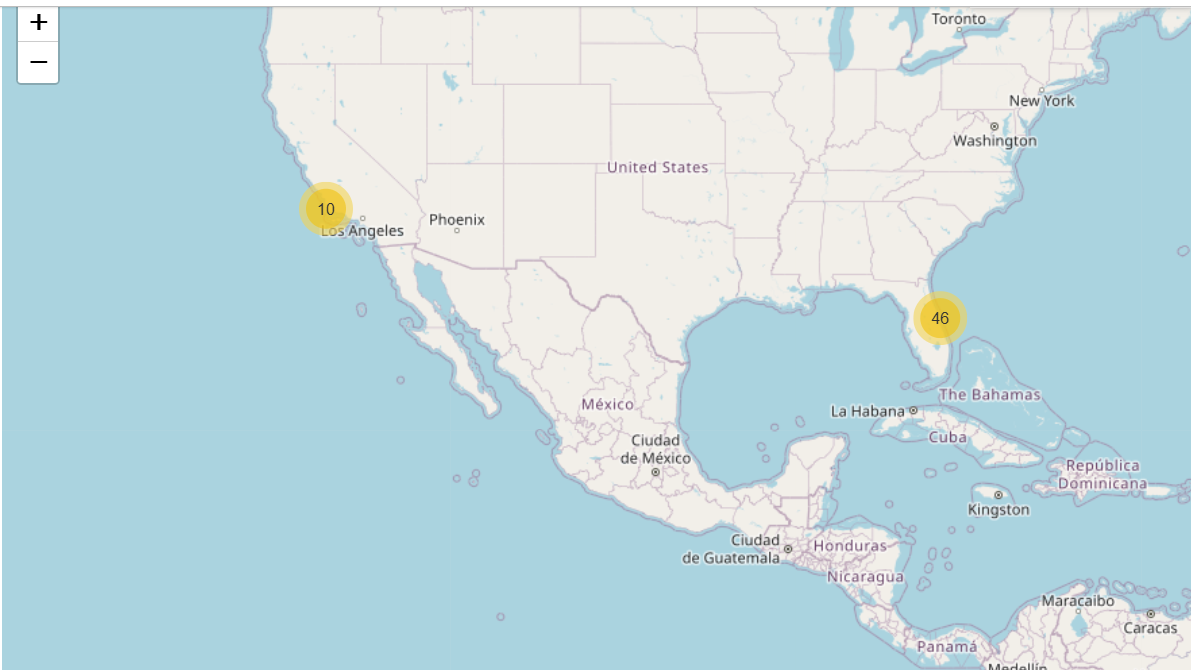 +
−
Toronto
New York
Washington
United States
10
Los Angeles
Phoenix
46
The Bahamas
La Habana
México
Cuba
Ciudad
de México
República
Dominicana
Kingston
Ciudad
de Guatemala
Honduras
Nicaragua
Maracaibo
Caracas
Panamá
Medellín